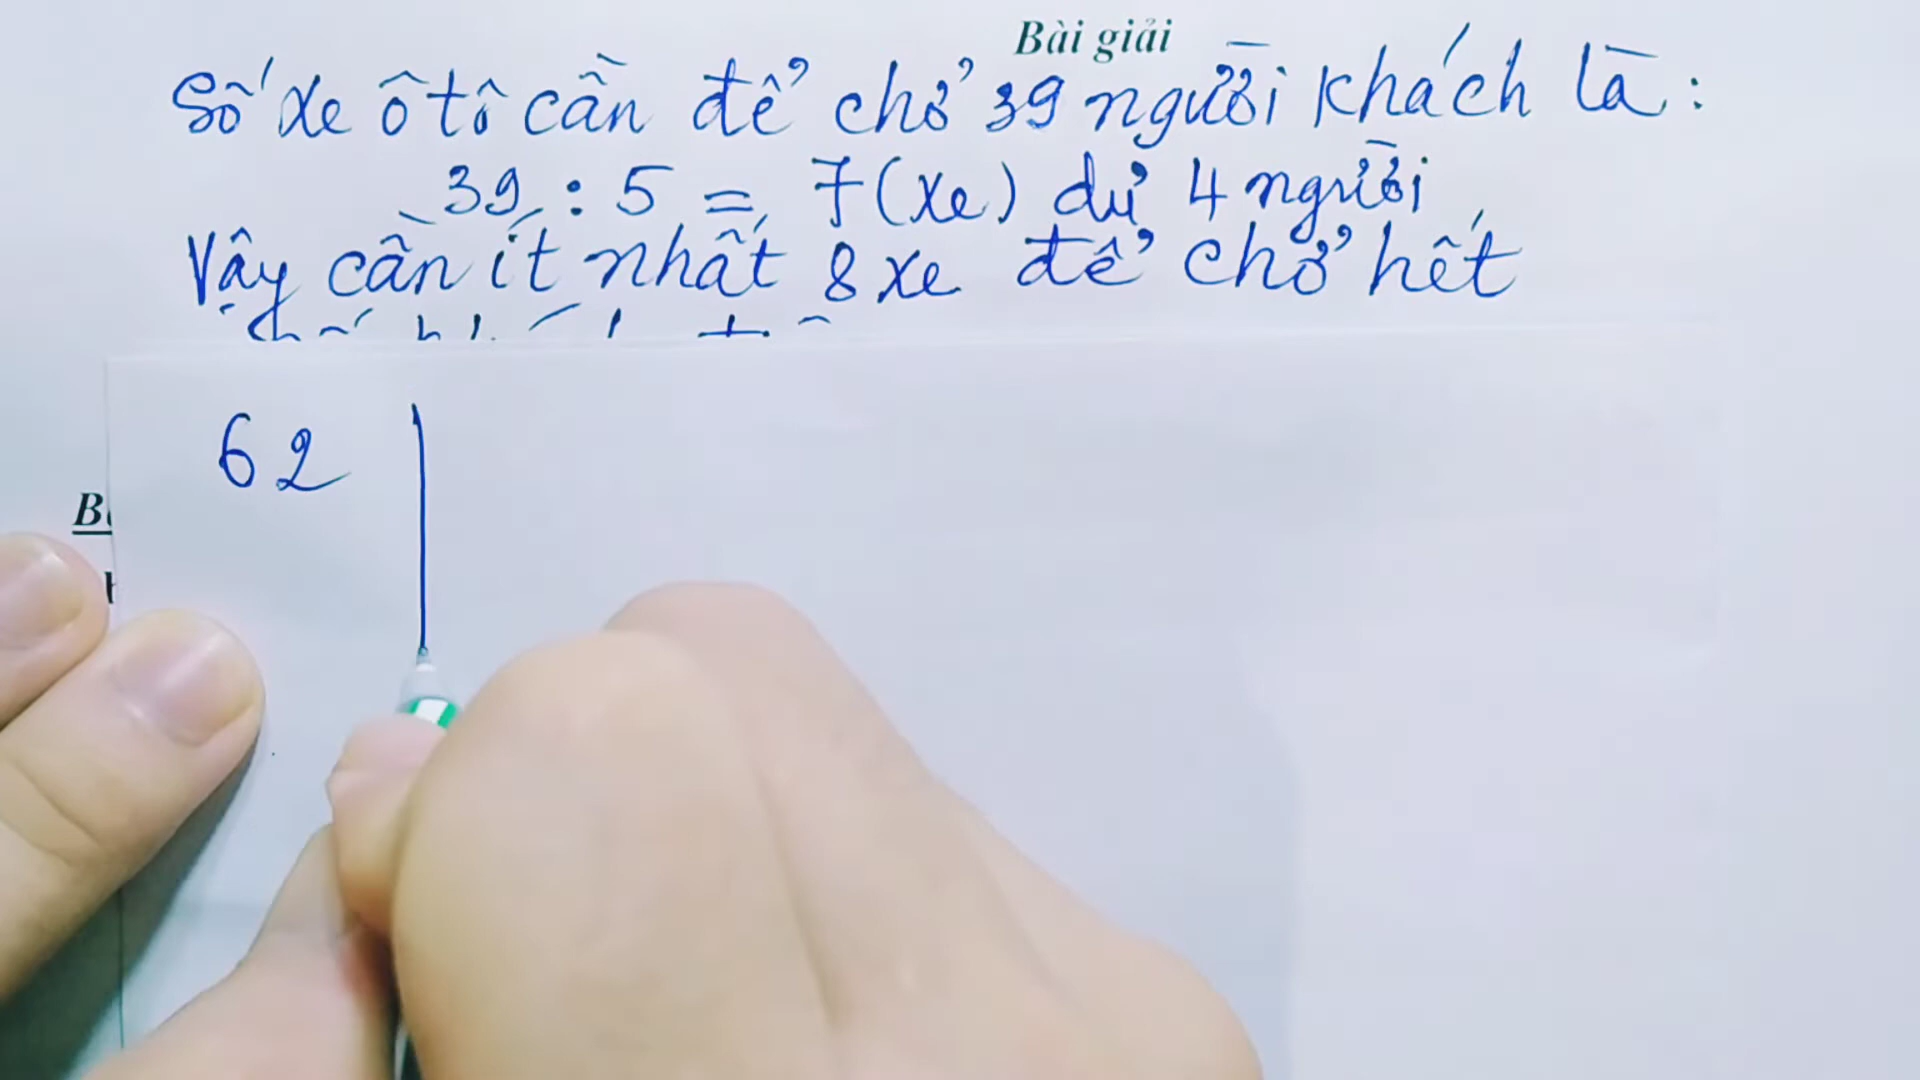 Bài giải
Số xe ô tô cần để chở 39 người khách là:
39 : 5 = 7 (xe) dư 4 người
Vậy cần ít nhất 8 xe để chở hết
62